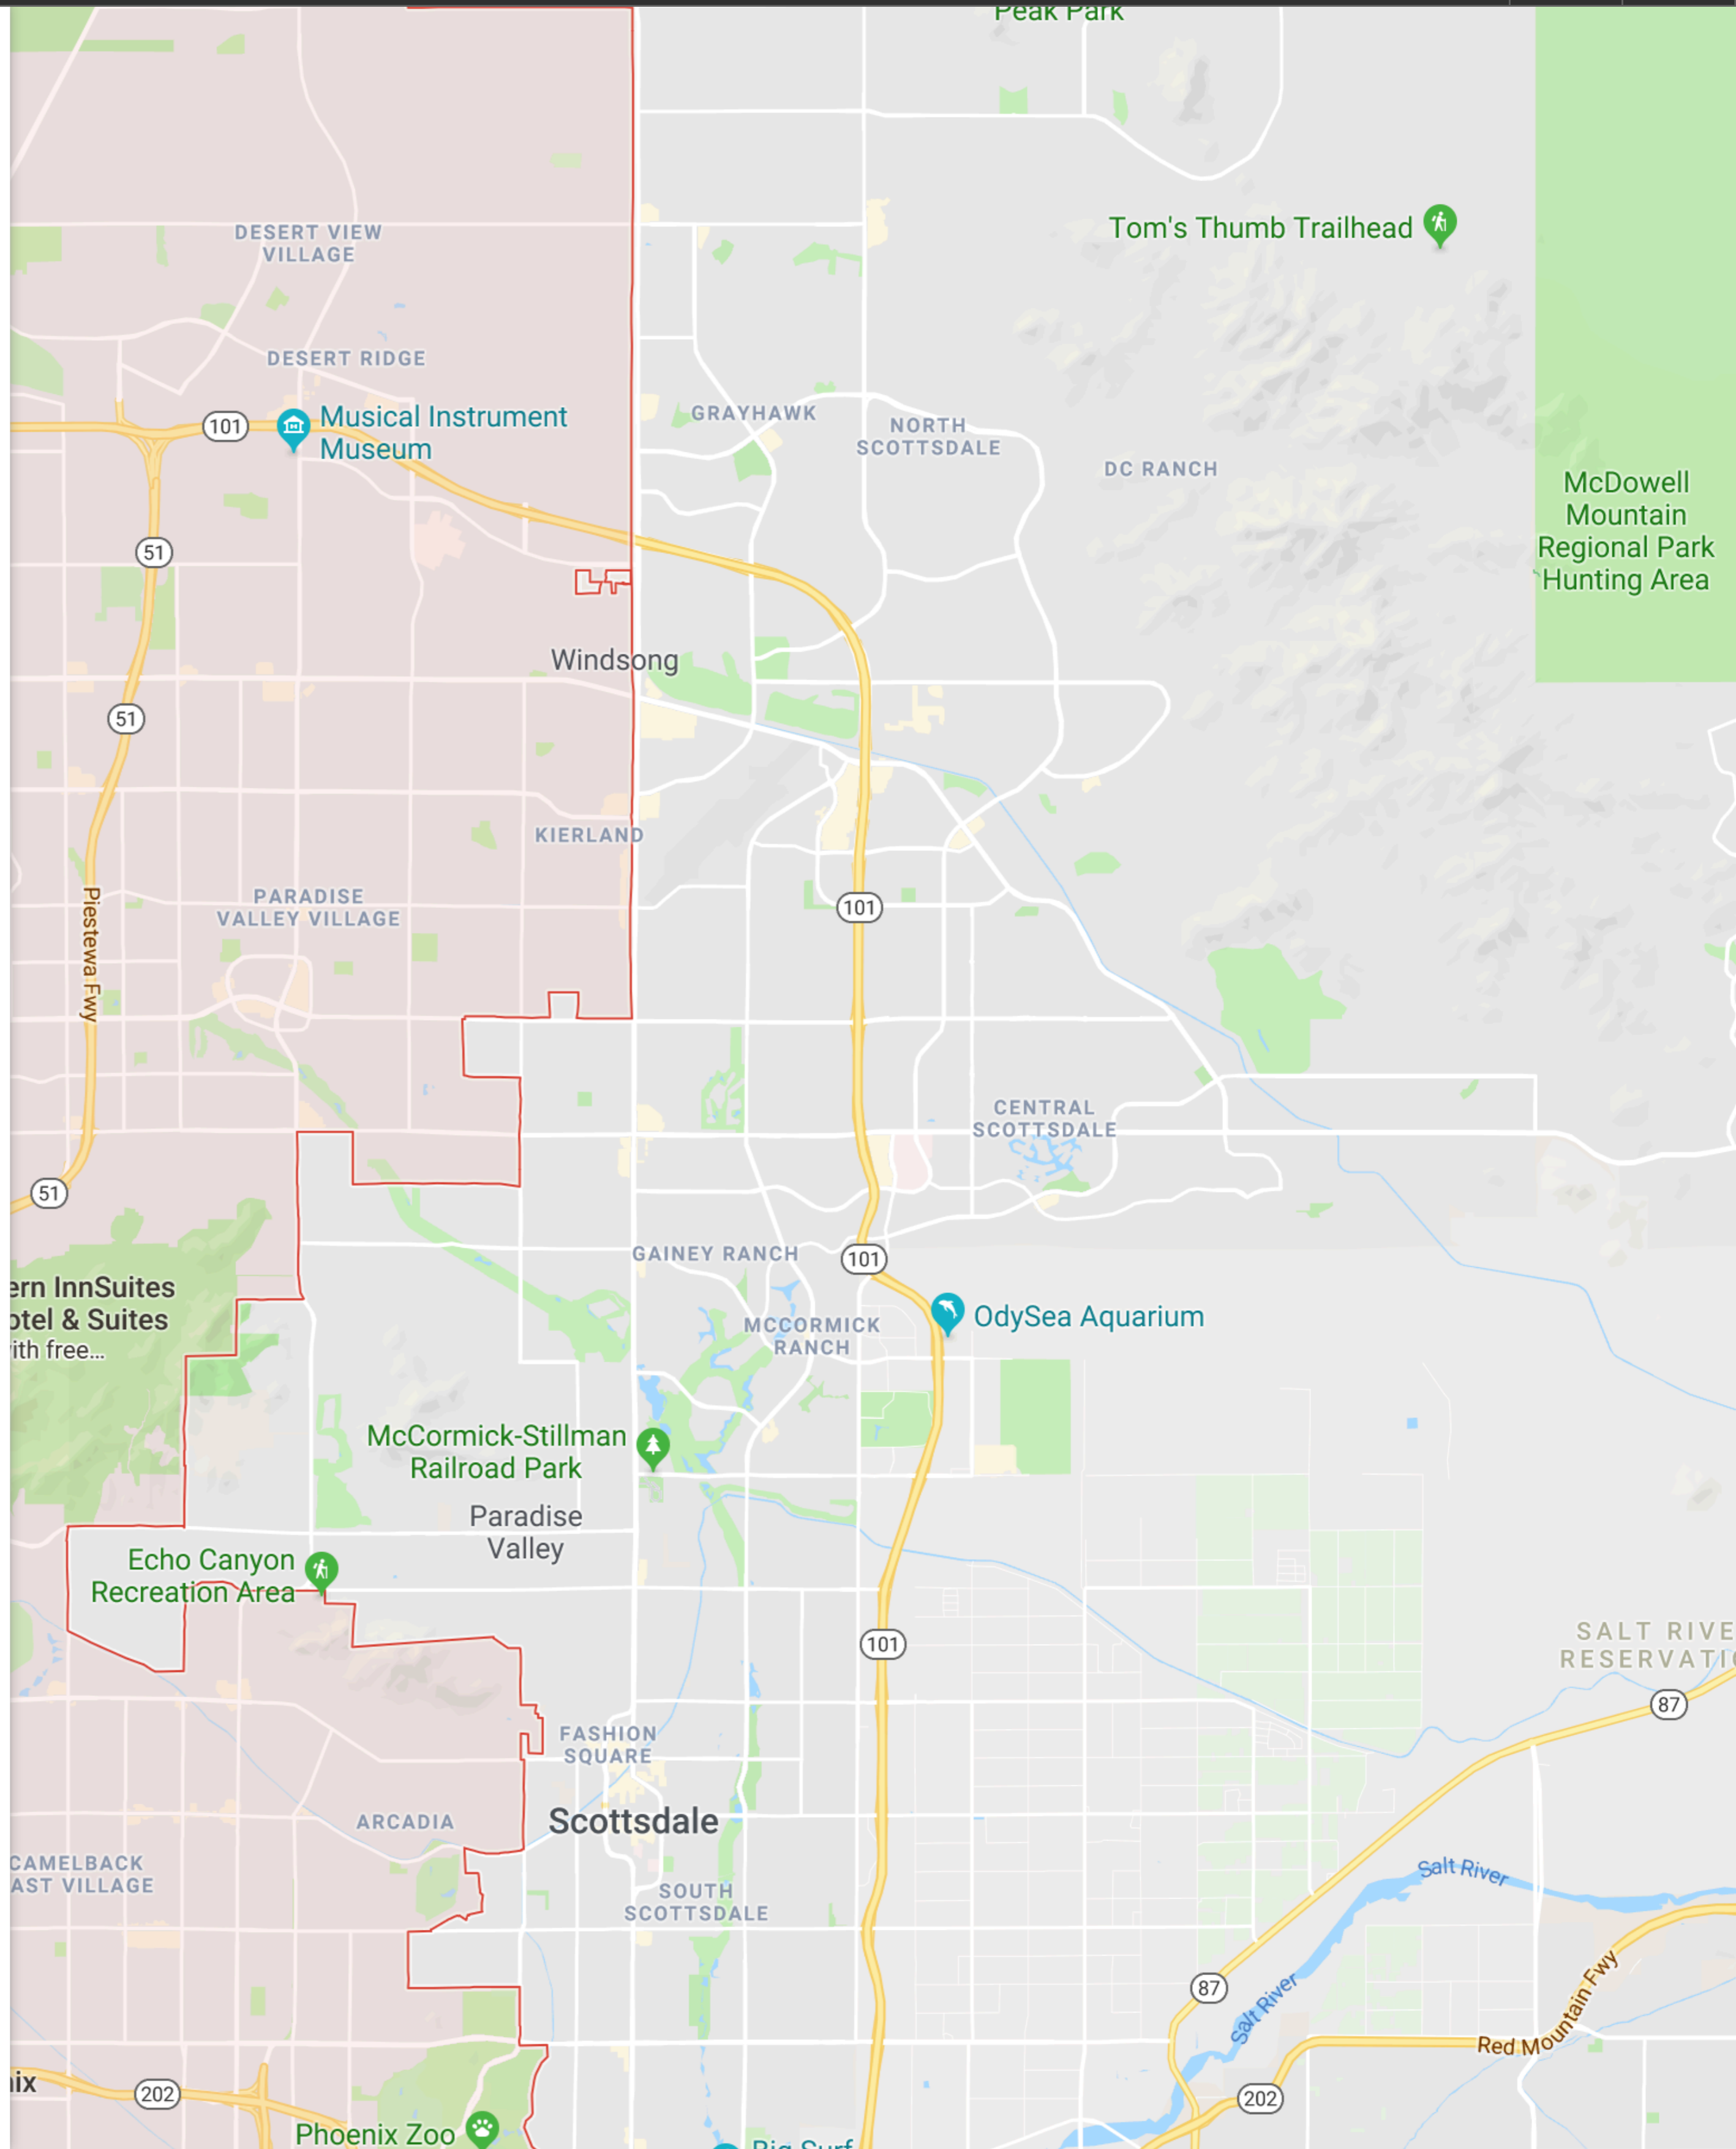 Peak Park
Tom's Thumb Trailhead
DESERT VIEW
VILLAGE
DESERT RIDGE
101
Musical Instrument
Museum
GRAYHAWK
NORTH
SCOTTSDALE
DC RANCH
McDowell
Mountain
Regional Park
Hunting Area
51
Windsong
51
KIERLAND
PARADISE
VALLEY VILLAGE
Piestewa Fwy
101
CENTRAL
SCOTTSDALE
51
GAINEY RANCH
101
ern InnSuites
otel & Suites
ith free...
OdySea Aquarium
MCCORMICK
RANCH
McCormick-Stillman
Railroad Park
Paradise
Valley
Echo Canyon
Recreation Area
101
SALT RIVE
RESERVATI
87
FASHION
SQUARE
ARCADIA
Scottsdale
CAMELBACK
AST VILLAGE
SOUTH
SCOTTSDALE
Salt River
87
Salt River
Red Mountain Fwy
ix
202
202
Phoenix Zoo
Big Surf